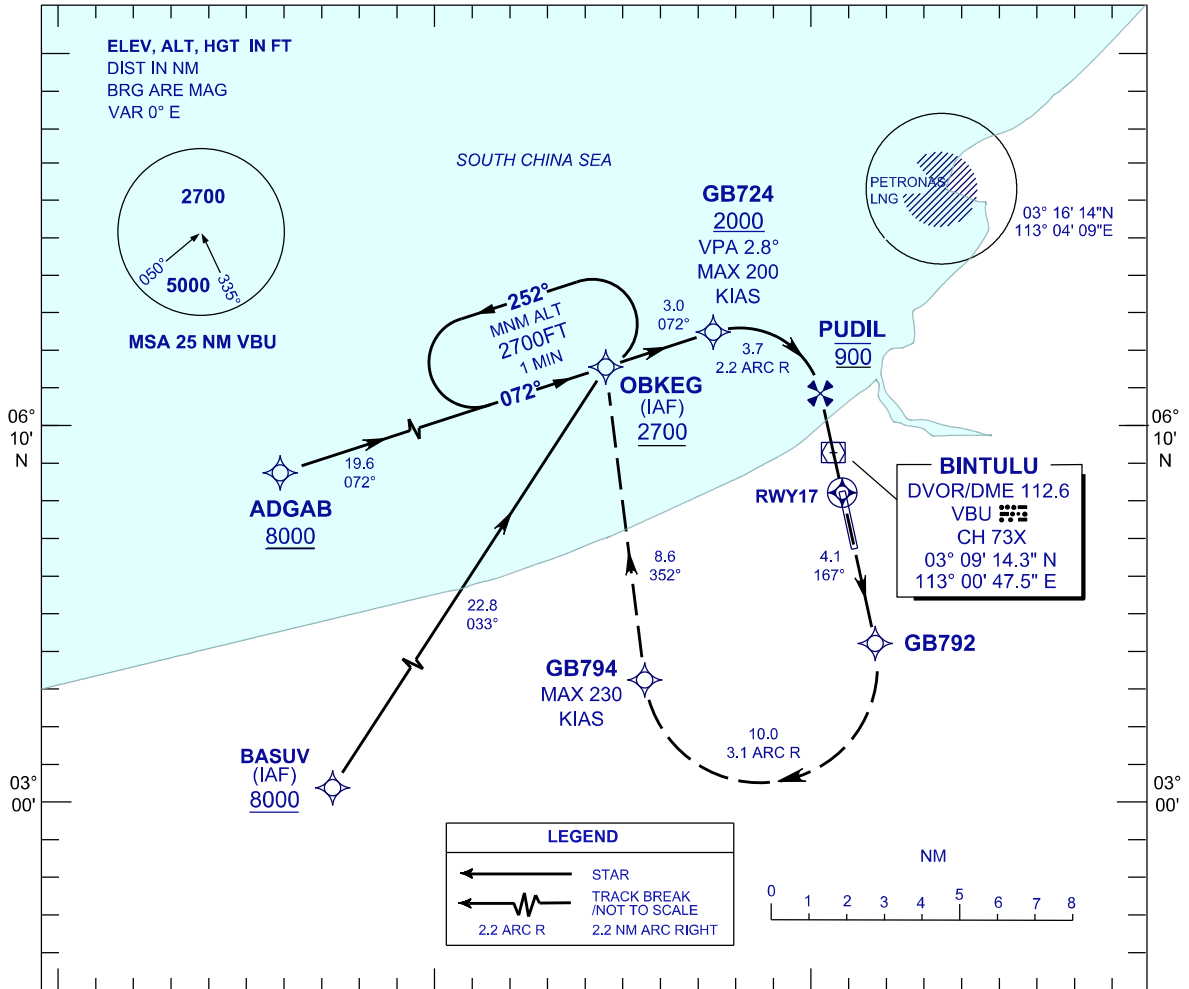 ELEV, ALT, HGT IN FT
DIST IN NM
BRG ARE MAG
VAR 0° E
2700
050°
5000
335°
MSA 25 NM VBU
SOUTH CHINA SEA
PETRONAS
LNG
03° 16' 14"N
113° 04' 09"E
GB724
2000
VPA 2.8°
MAX 200
KIAS
252°
MNM ALT
2700FT
1 MIN
072°
3.0
072°
3.7
2.2 ARC R
PUDIL
900
OBKEG
(IAF)
2700
06°
10'
N
06°
10'
N
19.6
072°
ADGAB
8000
RWY17
BINTULU
DVOR/DME 112.6
VBU
CH 73X
03° 09' 14.3" N
113° 00' 47.5" E
8.6
352°
4.1
167°
22.8
033°
GB792
GB794
MAX 230
KIAS
10.0
3.1 ARC R
BASUV
(IAF)
8000
03°
00'
03°
00'
LEGEND
STAR
TRACK BREAK
/NOT TO SCALE
2.2 ARC R 2.2 NM ARC RIGHT
NM
0 1 2 3 4 5 6 7 8